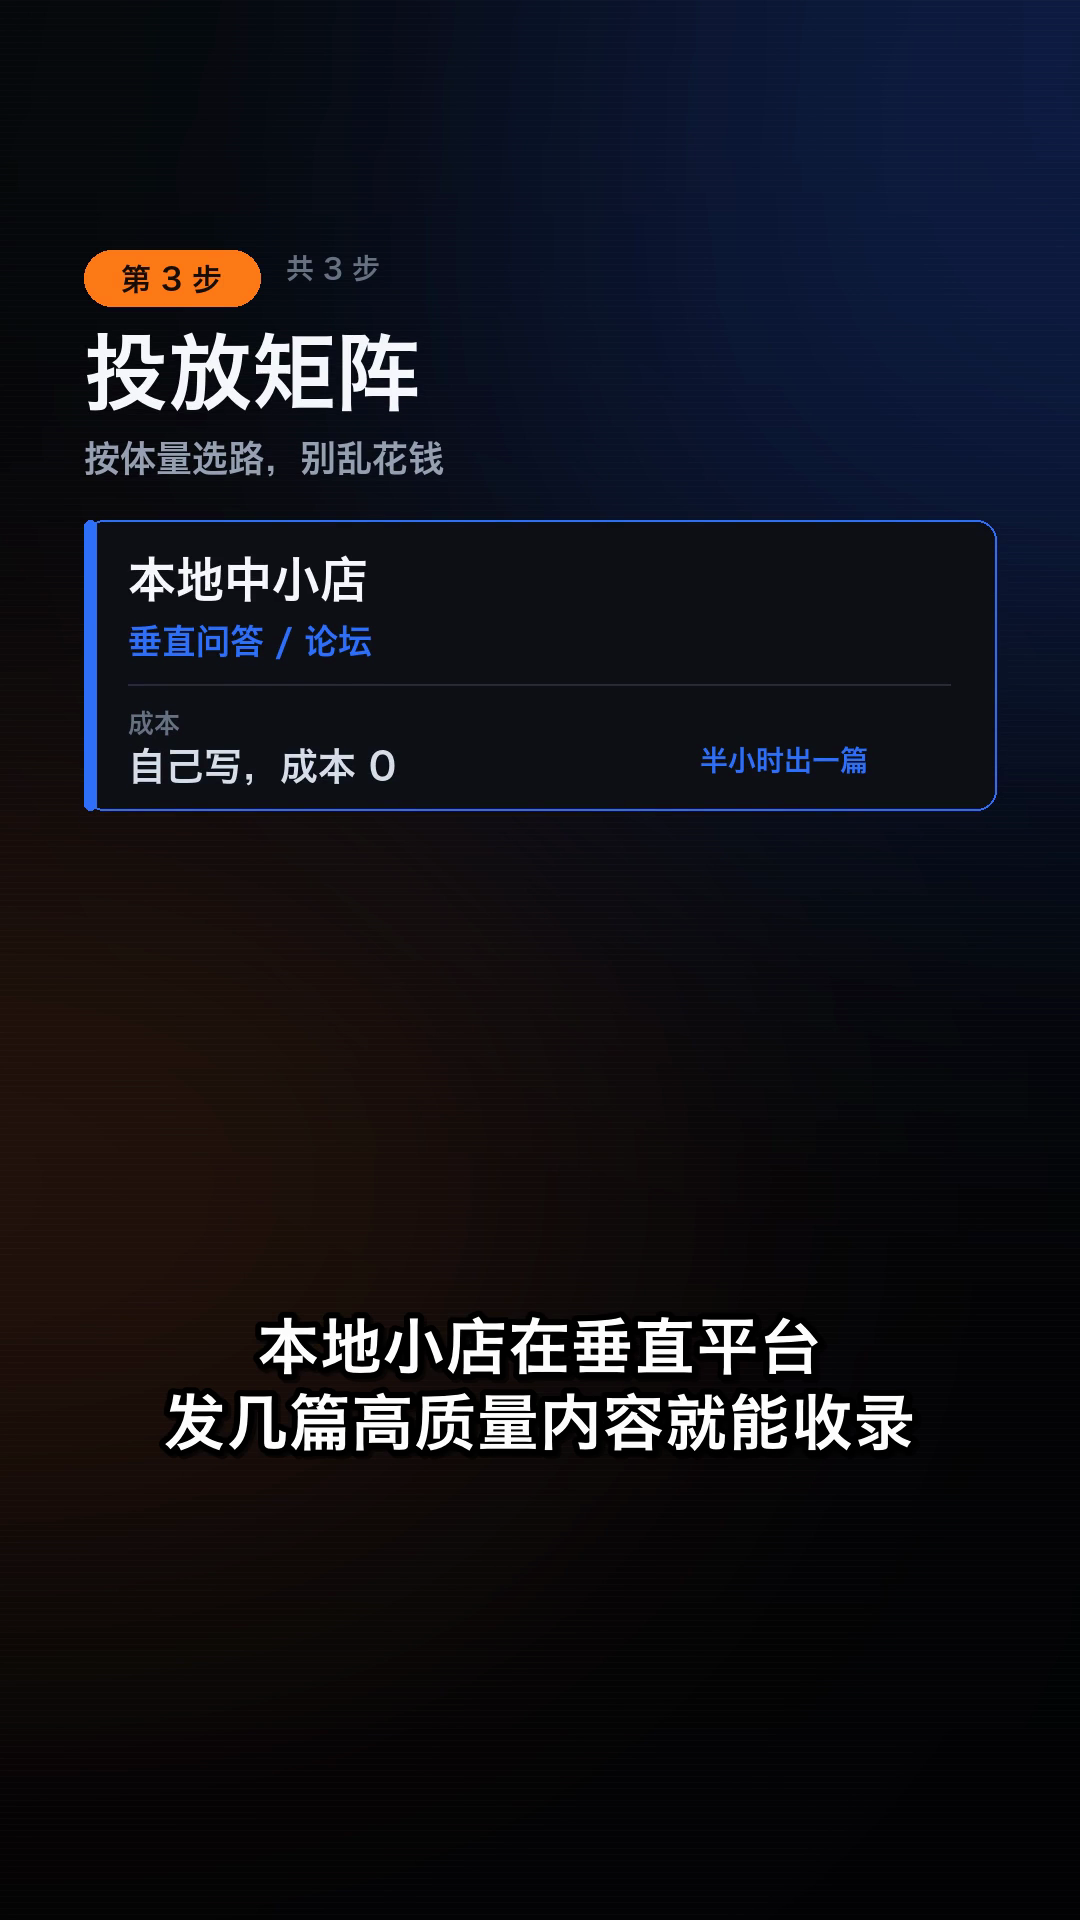 第 3 步
共 3 步
投放矩阵
按体量选路，别乱花钱
本地中小店
垂直问答 / 论坛
成本
自己写，成本 0
半小时出一篇
本地小店在垂直平台
发几篇高质量内容就能收录